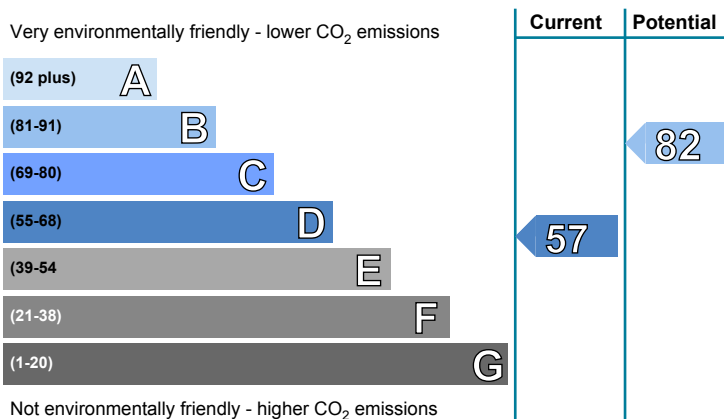 Current Potential
Very environmentally friendly - lower CO2 emissions
(92 plus) A
(81-91) B
82
(69-80) C
(55-68) D
57
(39-54 E
(21-38) F
(1-20) G
Not environmentally friendly - higher CO2 emissions